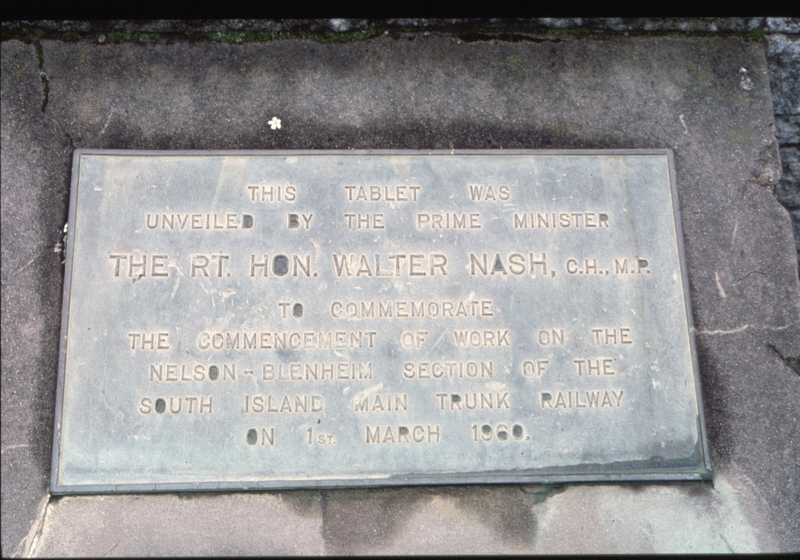 THIS TABLET WAS
UNVEILED BY THE PRIME MINISTER
THE RT. HON. WALTER NASH, C.H., M.P.
TO COMMEMORATE
THE COMMENCEMENT OF WORK ON THE
NELSON-BLENHEIM SECTION OF THE
SOUTH ISLAND MAIN TRUNK RAILWAY
ON 1ST. MARCH 1960.